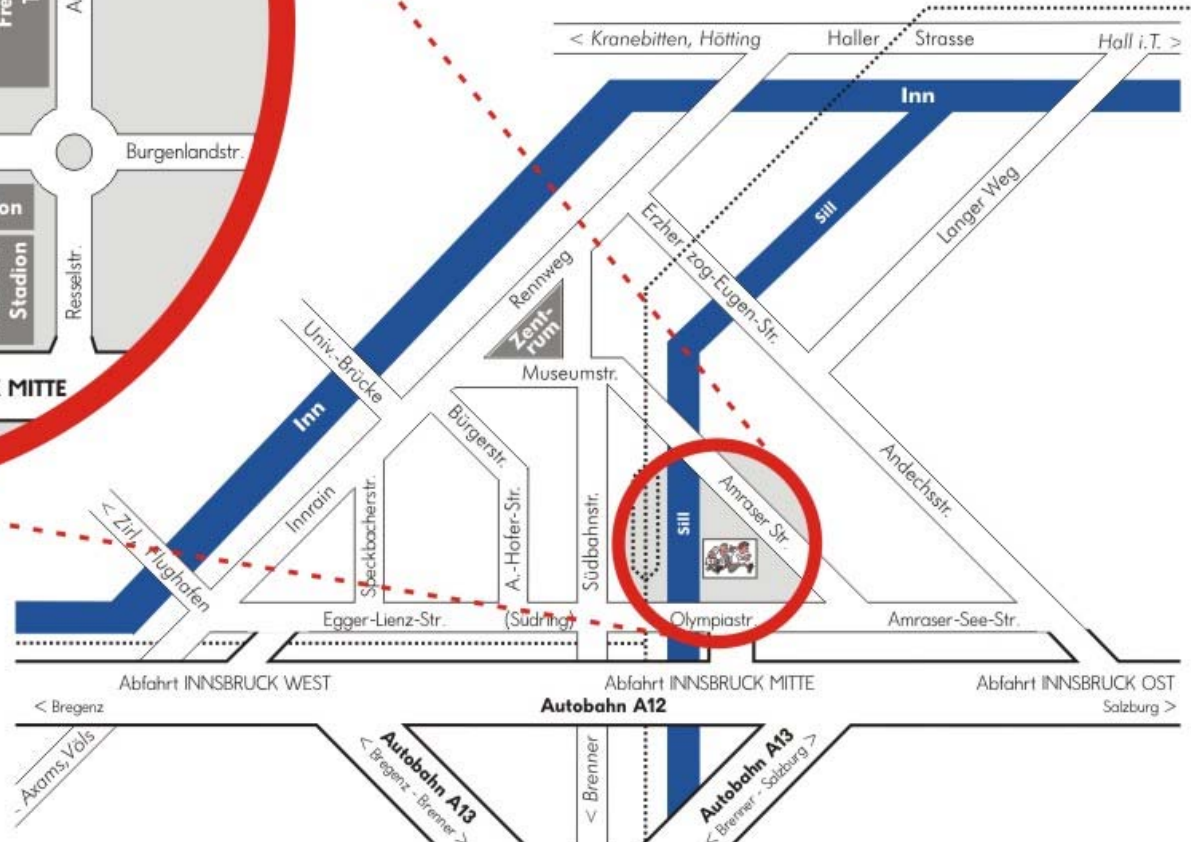 Burgenlandstr.
Stadion
Resselstr.
MITTE
< Kranebitten, Hötting
Haller Strasse
Hall i.T. >
Inn
Sill
Langer Weg
Erzherzog-Eugen-Str.
Rennweg
Zent-
rum
Museumstr.
Univ.-Brücke
Inn
Bürgerstr.
Innrain
Speckbacherstr.
A.-Hofer-Str.
Südbahnstr.
Sill
Amraser Str.
Andechsstr.
< Zirl, Flughafen
Egger-Lienz-Str.
(Südring)
Olympiastr.
Amraser-See-Str.
Abfahrt INNSBRUCK WEST
Abfahrt INNSBRUCK MITTE
Abfahrt INNSBRUCK OST
< Bregenz
Autobahn A12
Salzburg >
Axams, Völs
Autobahn A13
< Bregenz - Brenner >
< Brenner
Autobahn A13
< Brenner - Salzburg >